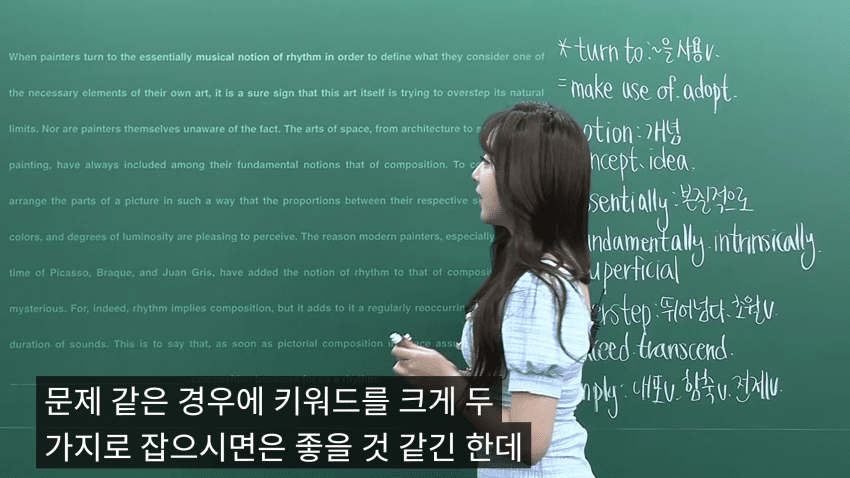 When painters turn to the essentially musical notion of rhythm in order to define what they consider one of
the necessary elements of their own art, it is a sure sign that this art itself is trying to overstep its natural
limits. Nor are painters themselves unaware of the fact. The arts of space, from architecture to
painting, have always included among their fundamental notions that of composition. To
arrange the parts of a picture in such a way that the proportions between their respective
colors, and degrees of luminosity are pleasing to perceive. The reason modern painters, especially
time of Picasso, Braque, and Juan Gris, have added the notion of rhythm to that of
mysterious. For, indeed, rhythm implies composition, but it adds to it a regularly reoccurring
duration of sounds. This is to say that, as soon as pictorial composition
* turn to : ~을 사용v.
= make use of. adopt.
otion : 개념
ncept. idea.
sentially : 본질적으로
undamentally. intrinsically.
uperficial
erstep : 뛰어넘다. 초월v.
ceed. transcend.
mply : 내포v. 함축v. 전제v.
문제 같은 경우에 키워드를 크게 두
가지로 잡으시면은 좋을 것 같긴 한데